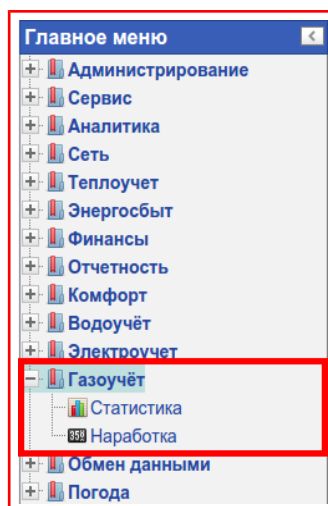 Главное меню
Администрирование
Сервис
Аналитика
Сеть
Теплоучет
Энергосбыт
Финансы
Отчетность
Комфорт
Водоучёт
Электроучет
Газоучёт
Статистика
Наработка
Обмен данными
Погода